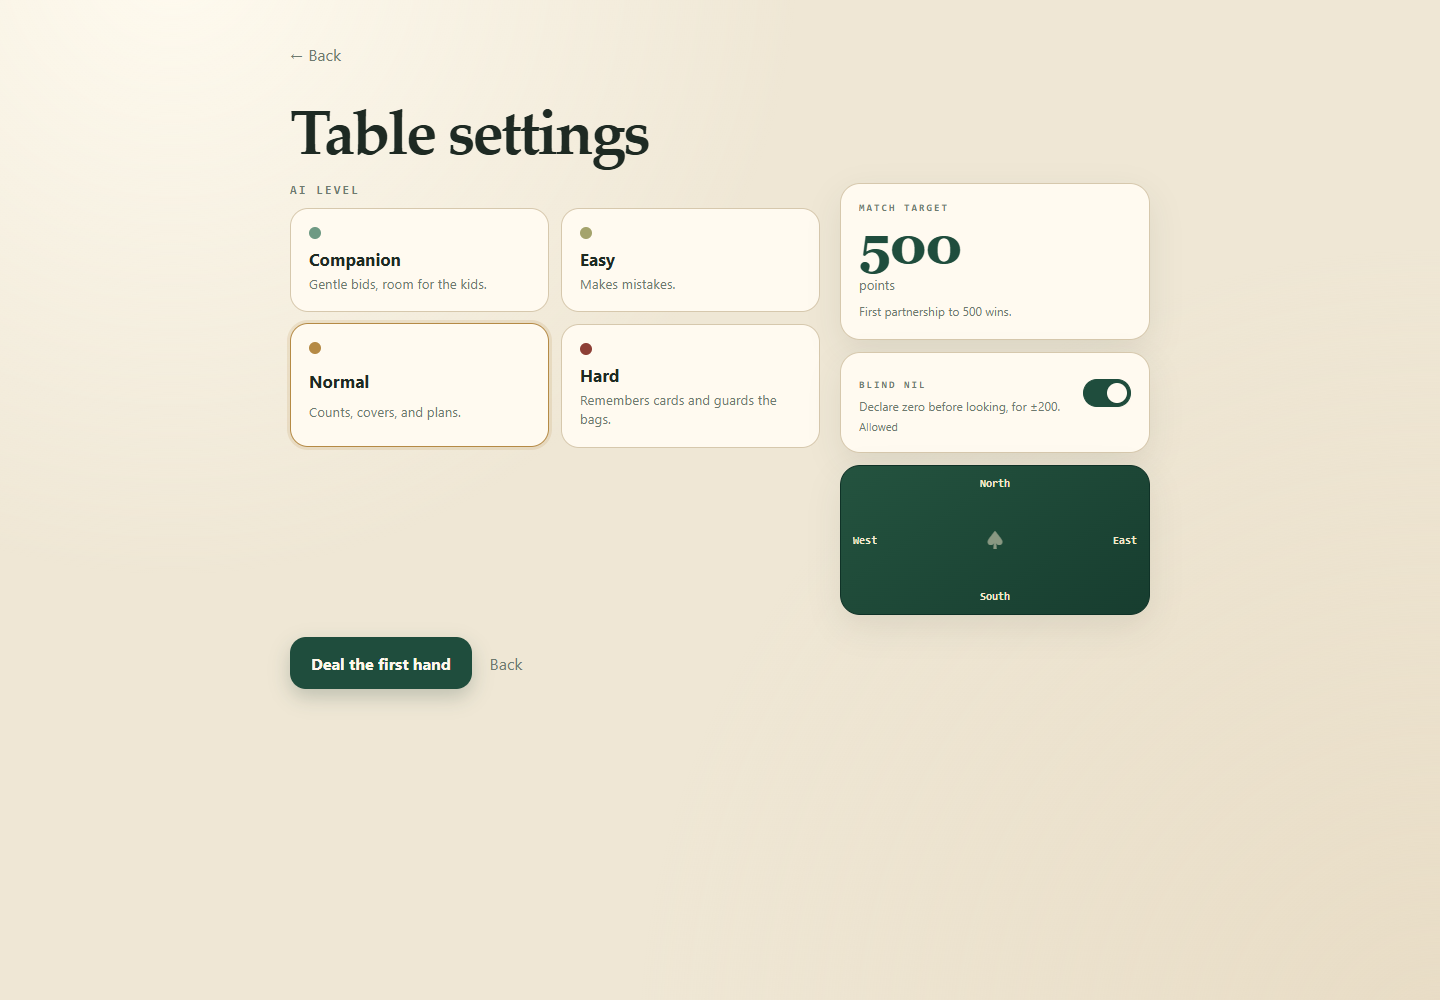 ← Back
Table settings
AI LEVEL
Companion
Gentle bids, room for the kids.
Easy
Makes mistakes.
Normal
Counts, covers, and plans.
Hard
Remembers cards and guards the
bags.
MATCH TARGET
500
points
First partnership to 500 wins.
BLIND NIL
Declare zero before looking, for ±200.
Allowed
North
West
East
South
Deal the first hand
Back